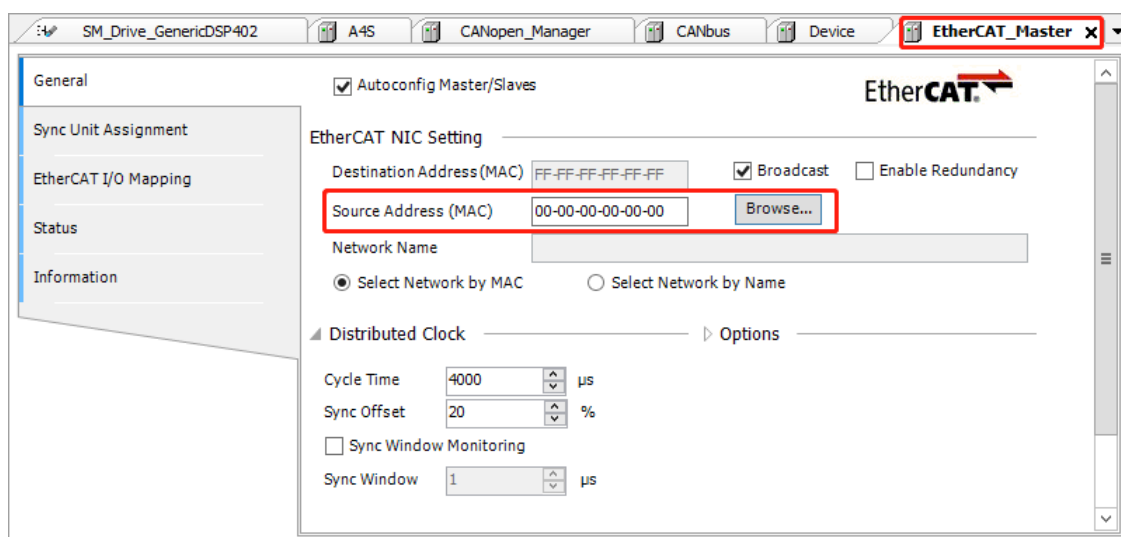 SM_Drive_GenericDSP402 A4S CANopen_Manager CANbus Device EtherCAT_Master
General
Autoconfig Master/Slaves
EtherCAT.
Sync Unit Assignment
EtherCAT NIC Setting
EtherCAT I/O Mapping
Destination Address (MAC) FF-FF-FF-FF-FF-FF Broadcast Enable Redundancy
Source Address (MAC) 00-00-00-00-00-00 Browse...
Status
Network Name
Information
Select Network by MAC Select Network by Name
Distributed Clock Options
Cycle Time 4000 µs
Sync Offset 20 %
Sync Window Monitoring
Sync Window 1 µs